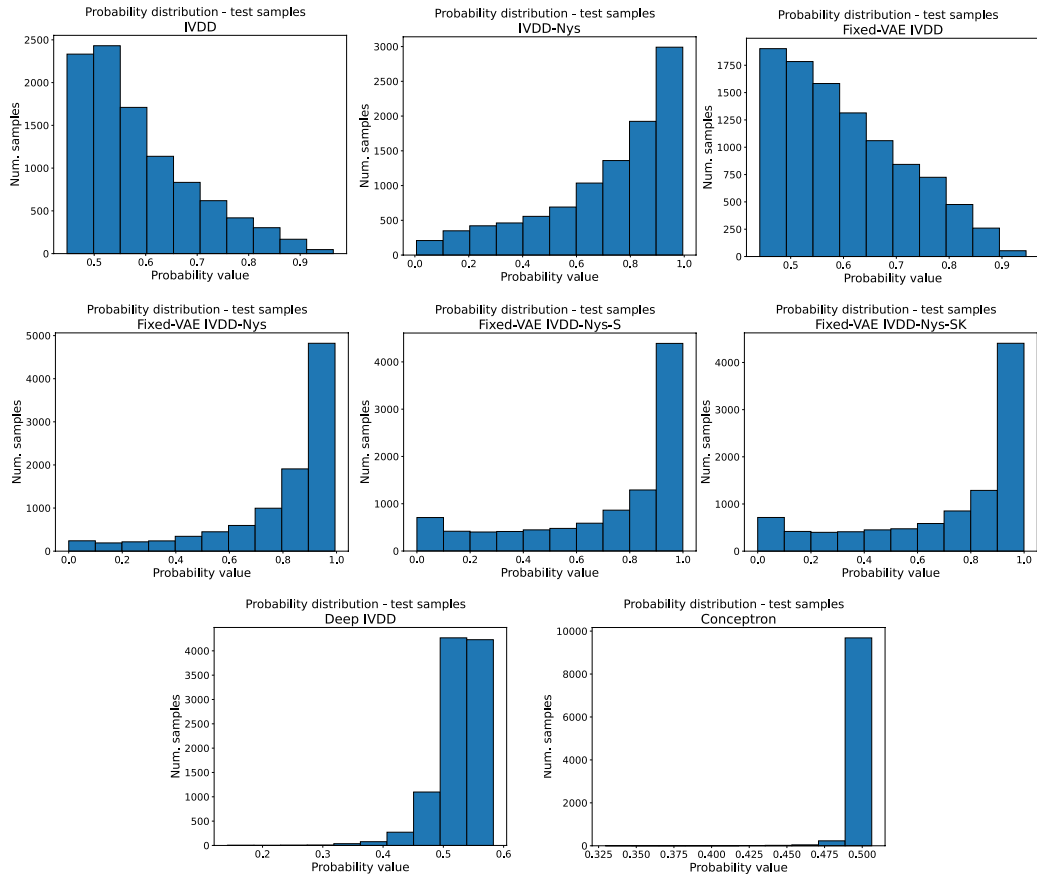 Probability distribution - test samples
IVDD
Num. samples
2500
2000
1500
1000
500
0
0.5 0.6 0.7 0.8 0.9
Probability value
Probability distribution - test samples
IVDD-Nys
Num. samples
3000
2500
2000
1500
1000
500
0
0.0 0.2 0.4 0.6 0.8 1.0
Probability value
Probability distribution - test samples
Fixed-VAE IVDD
Num. samples
1750
1500
1250
1000
750
500
250
0
0.5 0.6 0.7 0.8 0.9
Probability value
Probability distribution - test samples
Fixed-VAE IVDD-Nys
Num. samples
5000
4000
3000
2000
1000
0
0.0 0.2 0.4 0.6 0.8 1.0
Probability value
Probability distribution - test samples
Fixed-VAE IVDD-Nys-S
Num. samples
4000
3000
2000
1000
0
0.0 0.2 0.4 0.6 0.8 1.0
Probability value
Probability distribution - test samples
Fixed-VAE IVDD-Nys-SK
Num. samples
4000
3000
2000
1000
0
0.0 0.2 0.4 0.6 0.8 1.0
Probability value
Probability distribution - test samples
Deep IVDD
Num. samples
4000
3500
3000
2500
2000
1500
1000
500
0
0.2 0.3 0.4 0.5 0.6
Probability value
Probability distribution - test samples
Conceptron
Num. samples
10000
8000
6000
4000
2000
0
0.325 0.350 0.375 0.400 0.425 0.450 0.475 0.500
Probability value